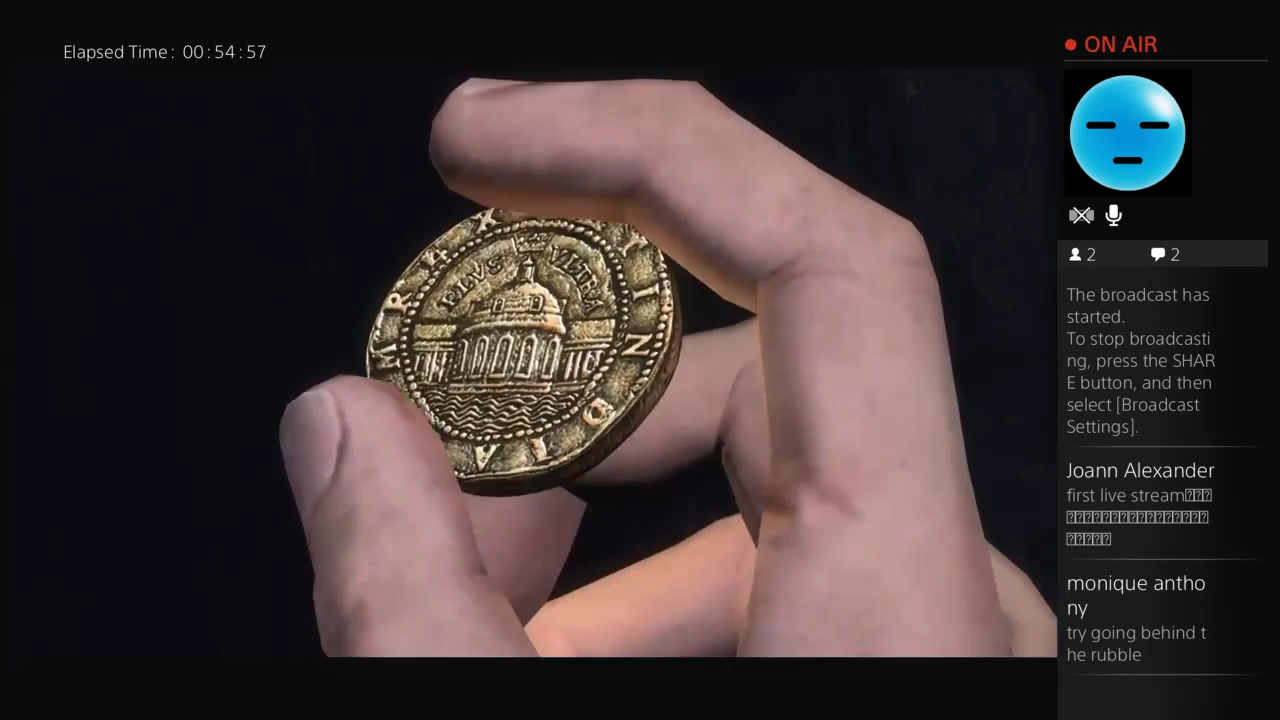 Elapsed Time: 00:54:57
ON AIR
2
2
The broadcast has
started.
To stop broadcasti
ng, press the SHAR
E button, and then
select [Broadcast
Settings].
Joann Alexander
first live stream
monique antho
ny
try going behind t
he rubble
PLVS VLTRA